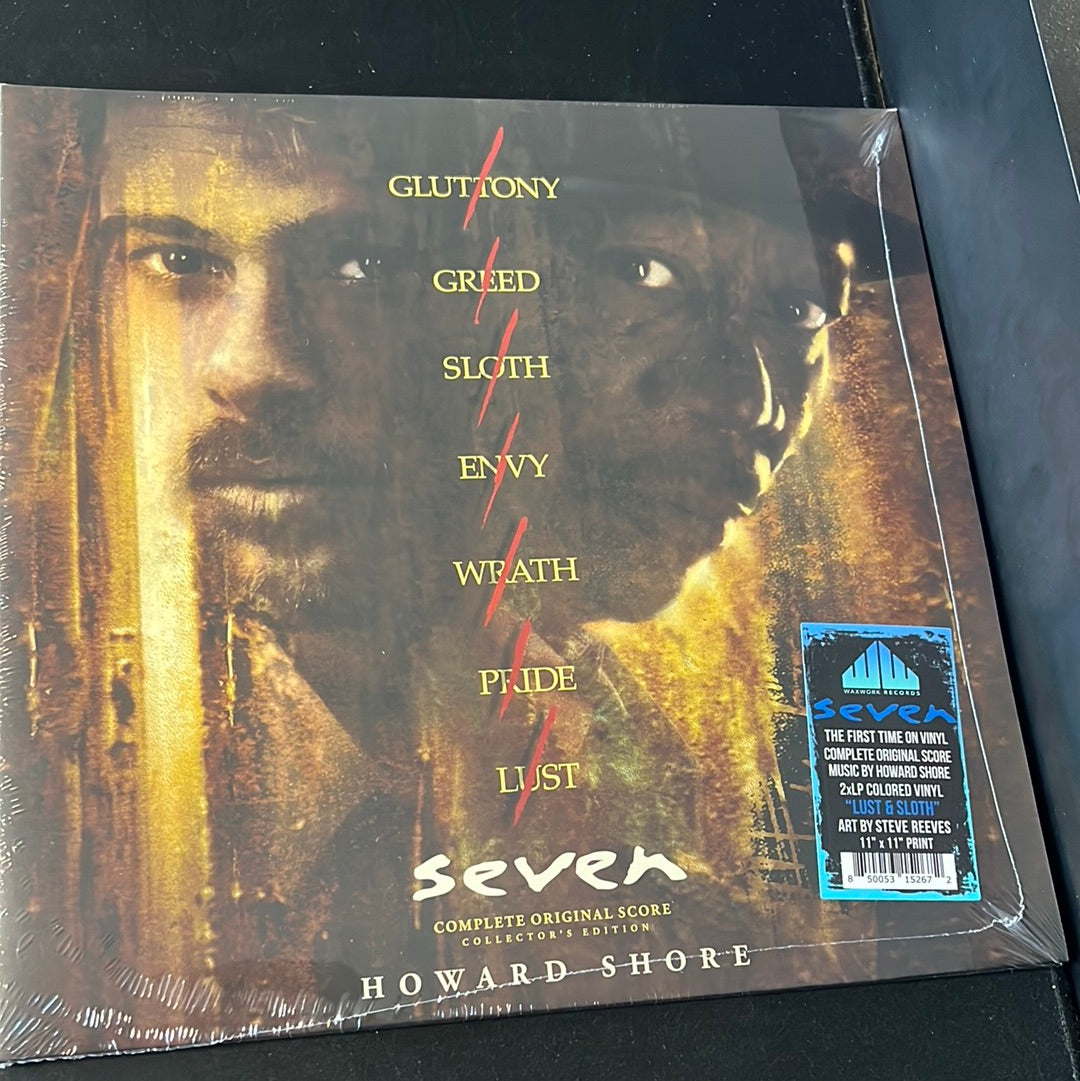 GLUTTONY
GREED
SLOTH
ENVY
WRATH
PRIDE
LUST
seven
COMPLETE ORIGINAL SCORE
COLLECTOR'S EDITION
HOWARD SHORE
WW
WAXWORK RECORDS
seven
THE FIRST TIME ON VINYL
COMPLETE ORIGINAL SCORE
MUSIC BY HOWARD SHORE
2xLP COLORED VINYL
"LUST & SLOTH"
ART BY STEVE REEVES
11" x 11" PRINT
8 50053 15267 2